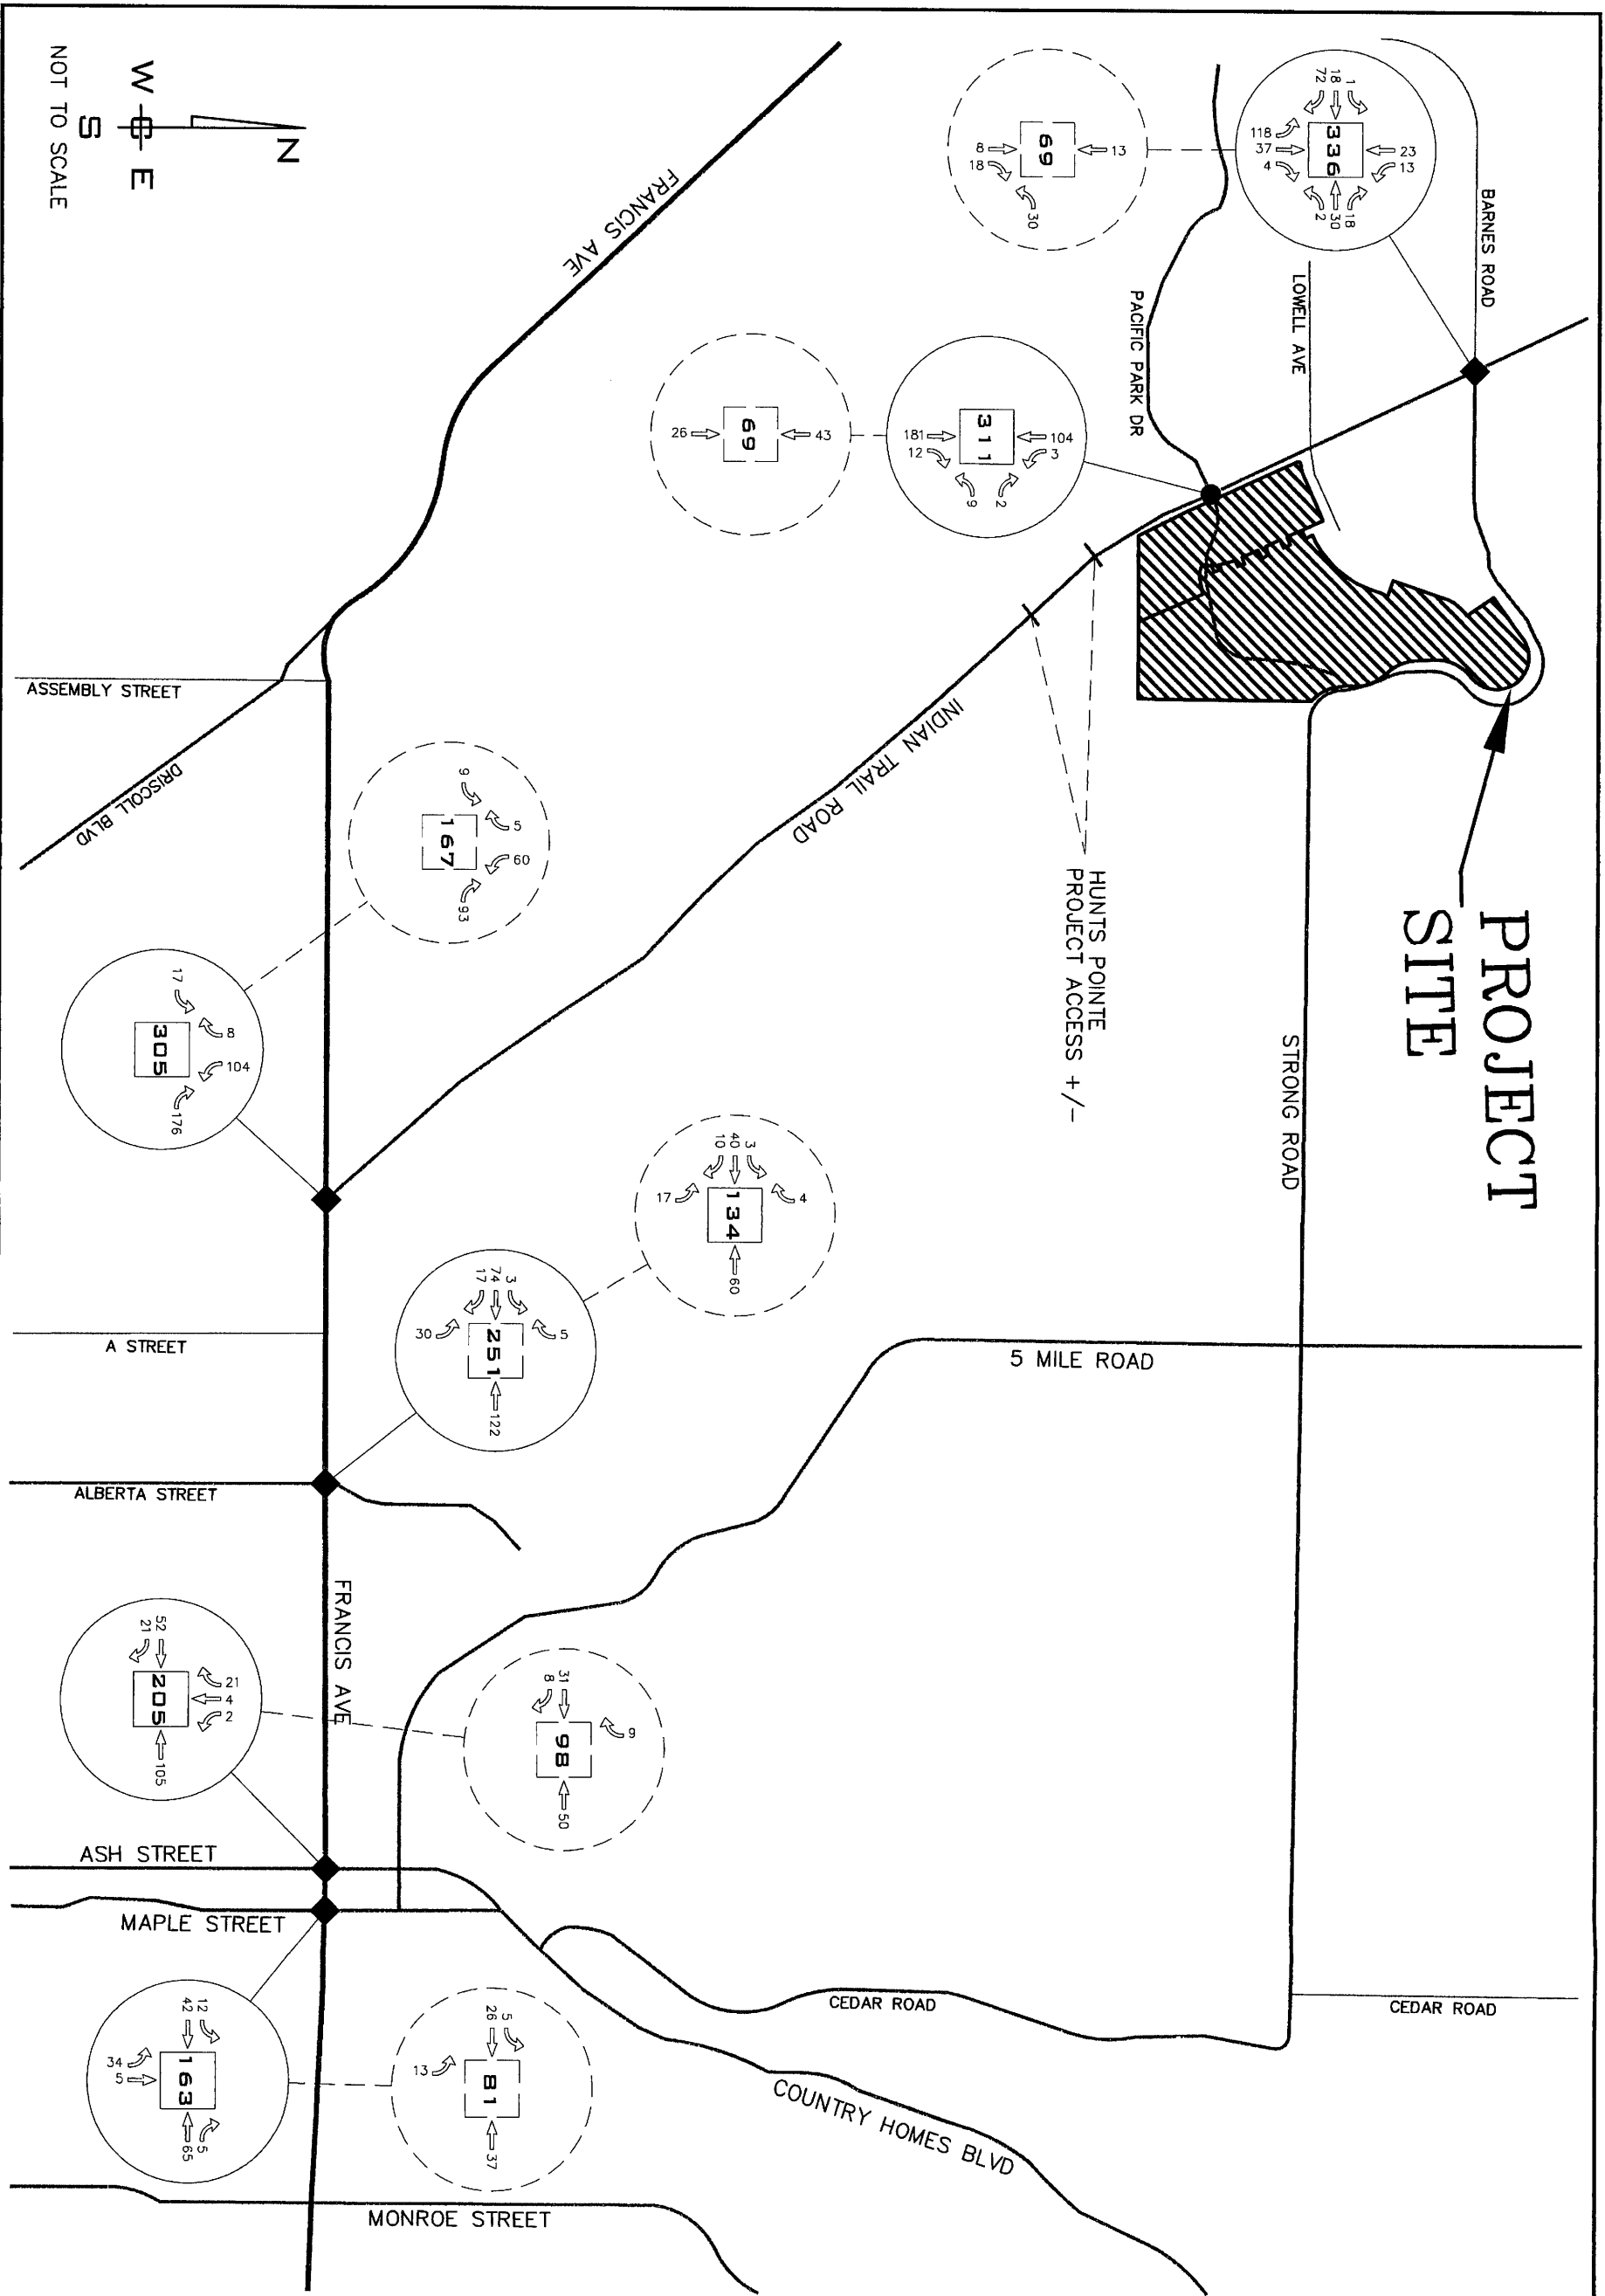 PROJECT
SITE
BARNES ROAD
LOWELL AVE
PACIFIC PARK DR
STRONG ROAD
CEDAR ROAD
5 MILE ROAD
HUNTS POINTE
PROJECT ACCESS +/-
INDIAN TRAIL ROAD
FRANCIS AVE
COUNTRY HOMES BLVD
CEDAR ROAD
FRANCIS AVE
ASSEMBLY STREET
DRISCOLL BLVD
A STREET
ALBERTA STREET
ASH STREET
MAPLE STREET
MONROE STREET
336
1
18
72
23
13
18
30
2
118
37
4
69
13
8
18
30
311
104
3
2
9
181
12
69
43
26
167
9
5
60
93
305
17
8
104
176
134
3
40
10
4
60
17
251
3
74
17
5
122
30
205
52
21
21
4
2
105
98
31
8
9
50
163
12
42
5
65
34
5
81
5
26
37
13
N
W
E
S
NOT TO SCALE